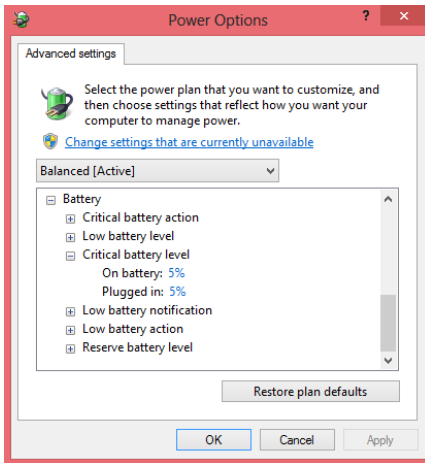 Power Options
?
×
Advanced settings
Select the power plan that you want to customize, and
then choose settings that reflect how you want your
computer to manage power.
Change settings that are currently unavailable
Balanced [Active]
Battery
Critical battery action
Low battery level
Critical battery level
On battery: 5%
Plugged in: 5%
Low battery notification
Low battery action
Reserve battery level
Restore plan defaults
OK Cancel Apply